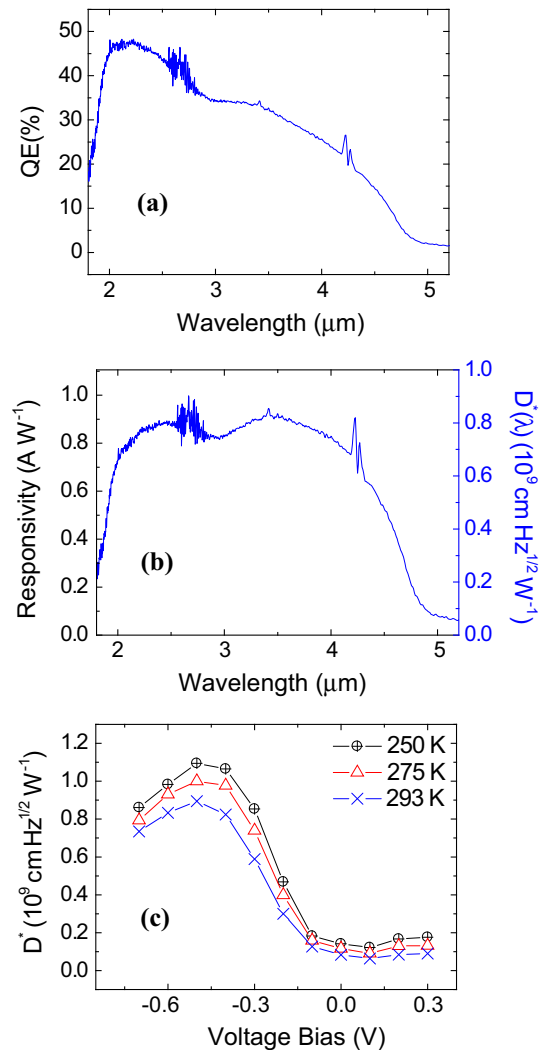 50
40
30
20
10
0
QE(%)
(a)
2 3 4 5
Wavelength (μm)
1.0
0.8
0.6
0.4
0.2
0.0
Responsivity (A W⁻¹)
(b)
1.0
0.8
0.6
0.4
0.2
0.0
D*(λ) (10⁹ cm Hz^1/2 W⁻¹)
2 3 4 5
Wavelength (μm)
1.2
1.0
0.8
0.6
0.4
0.2
0.0
D* (10⁹ cm Hz^1/2 W⁻¹)
250 K
275 K
293 K
(c)
-0.6 -0.3 0.0 0.3
Voltage Bias (V)